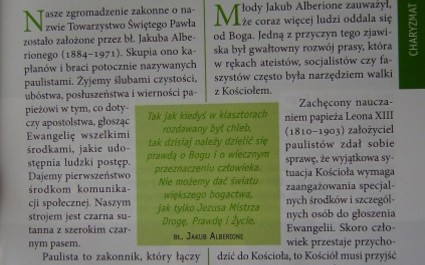 Nasze zgromadzenie zakonne o na-
zwie Towarzystwo Świętego Pawła
zostało założone przez bł. Jakuba Albe-
rionego (1884–1971). Skupia ono ka-
płanów i braci potocznie nazywanych
paulistami. Żyjemy ślubami czystości,
ubóstwa, posłuszeństwa i wierności pa-
pieżowi w tym, co doty-
czy apostolstwa, głosząc
Ewangelię wszelkimi
środkami, jakie udo-
stępnia ludzki postęp.
Dajemy pierwszeństwo
środkom komunika-
cji społecznej. Naszym
strojem jest czarna su-
tanna z szerokim czar-
nym pasem.
Paulista to zakonnik, który łączy
Tak jak kiedyś w klasztorach
rozdawany był chleb,
tak dzisiaj należy dzielić się
prawdą o Bogu i o wiecznym
przeznaczeniu człowieka.
Nie możemy dać światu
większego bogactwa,
jak tylko Jezusa Mistrza
Drogę, Prawdę i Życie.
bł. Jakub Alberione
Młody Jakub Alberione zauważył,
że coraz więcej ludzi oddala się
od Boga. Jedną z przyczyn tego zjawi-
ska był gwałtowny rozwój prasy, która
w rękach ateistów, socjalistów czy fa-
szystów często była narzędziem walki
z Kościołem.
Zachęcony naucza-
niem papieża Leona XIII
(1810–1903) założyciel
paulistów zdał sobie
sprawę, że wyjątkowa sy-
tuacja Kościoła wymaga
zaangażowania specjal-
nych środków i szczegól-
nych osób do głoszenia
Ewangelii. Skoro czło-
wiek przestaje przycho-
dzić do Kościoła, to Kościół musi przyjść
CHARYZMAT